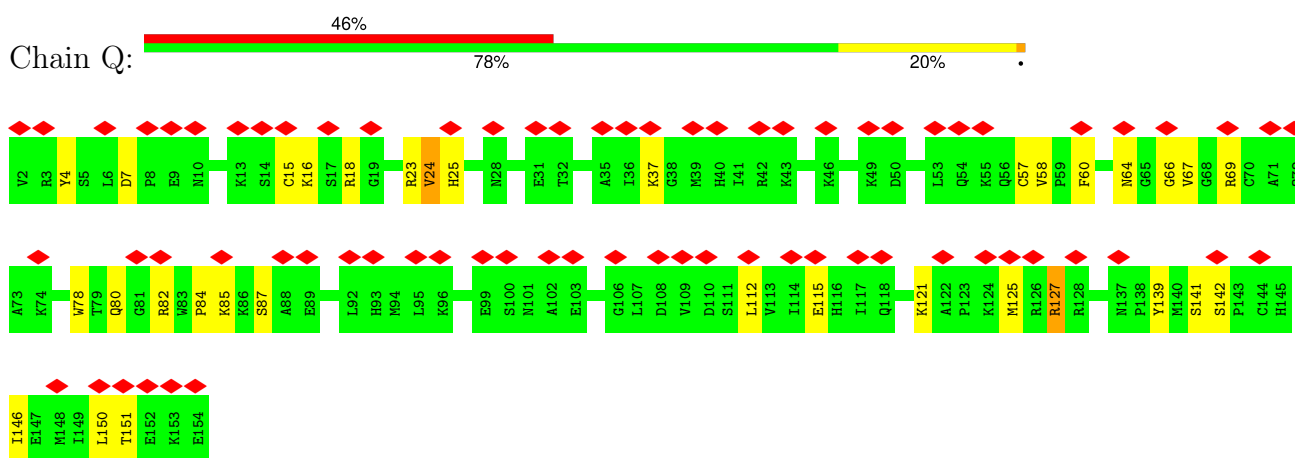 46%
Chain Q:
78% 20% •
V2 R3 Y4 S5 L6 D7 P8 E9 N10 K13 S14 C15 K16 S17 R18 G19 R23 V24 H25 N28 E31 T32 A35 I36 K37 G38 M39 H40 I41 R42 K43 K46 K49 D50 L53 Q54 K55 Q56 C57 V58 P59 F60 N64 G65 G66 V67 G68 R69 C70 A71
A73 K74 W78 T79 Q80 G81 R82 W83 P84 K85 K86 S87 A88 E89 L92 H93 M94 L95 K96 E99 S100 N101 A102 E103 G106 L107 D108 V109 D110 S111 L112 V113 I114 E115 H116 I117 Q118 K121 A122 P123 K124 M125 R126 R127 R128 N137 P138 Y139 M140 S141 S142 P143 C144 H145
I146 E147 M148 I149 L150 T151 E152 K153 E154